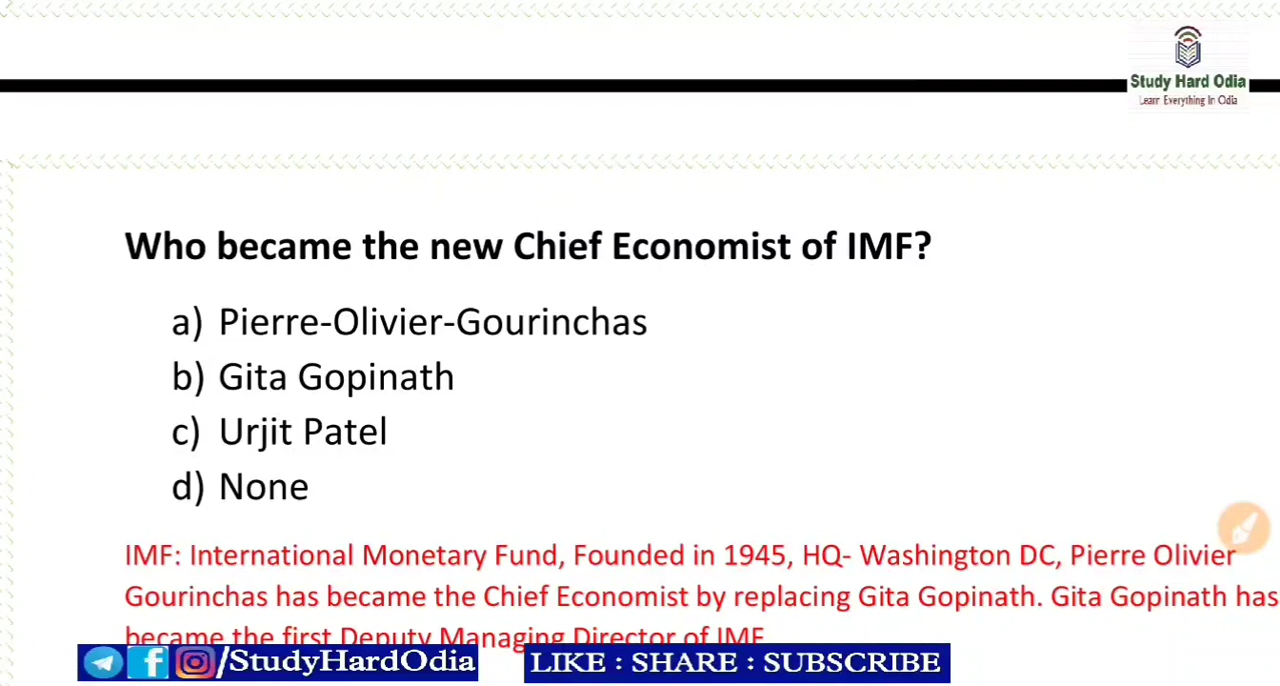 Study Hard Odia
Learn Everything In Odia
Who became the new Chief Economist of IMF?
a) Pierre-Olivier-Gourinchas
b) Gita Gopinath
c) Urjit Patel
d) None
IMF: International Monetary Fund, Founded in 1945, HQ- Washington DC, Pierre Olivier
Gourinchas has became the Chief Economist by replacing Gita Gopinath. Gita Gopinath has
became the first Deputy Managing Director of IMF
/StudyHardOdia
LIKE : SHARE : SUBSCRIBE